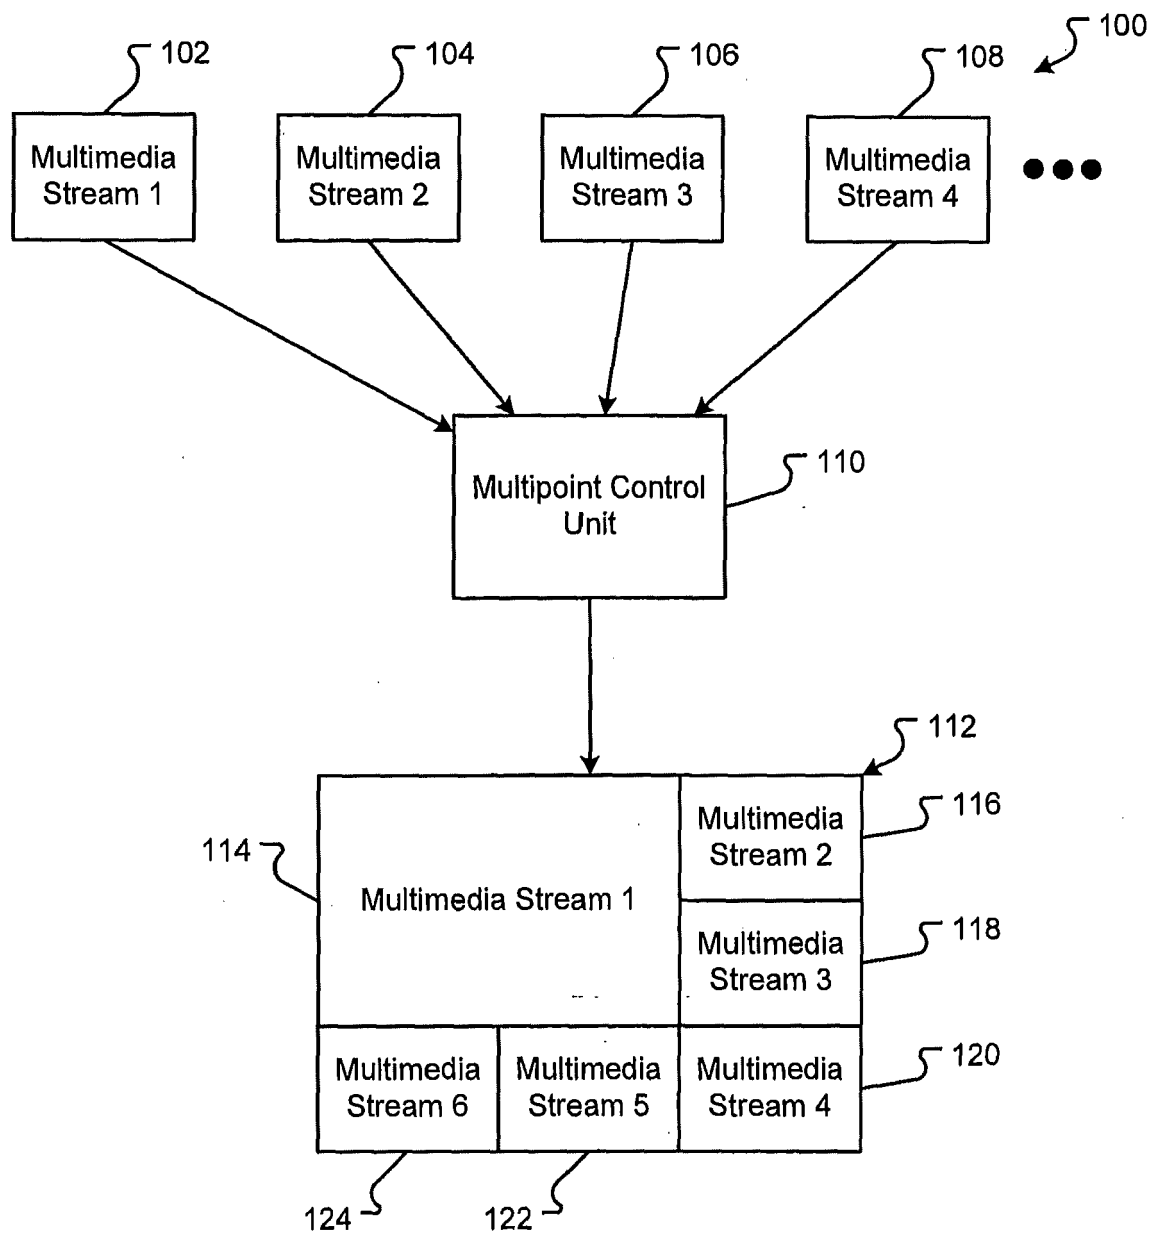 100
102
104
106
108
Multimedia
Stream 1
Multimedia
Stream 2
Multimedia
Stream 3
Multimedia
Stream 4
110
Multipoint Control
Unit
112
114
Multimedia Stream 1
Multimedia
Stream 2
116
Multimedia
Stream 3
118
Multimedia
Stream 6
Multimedia
Stream 5
Multimedia
Stream 4
120
124
122